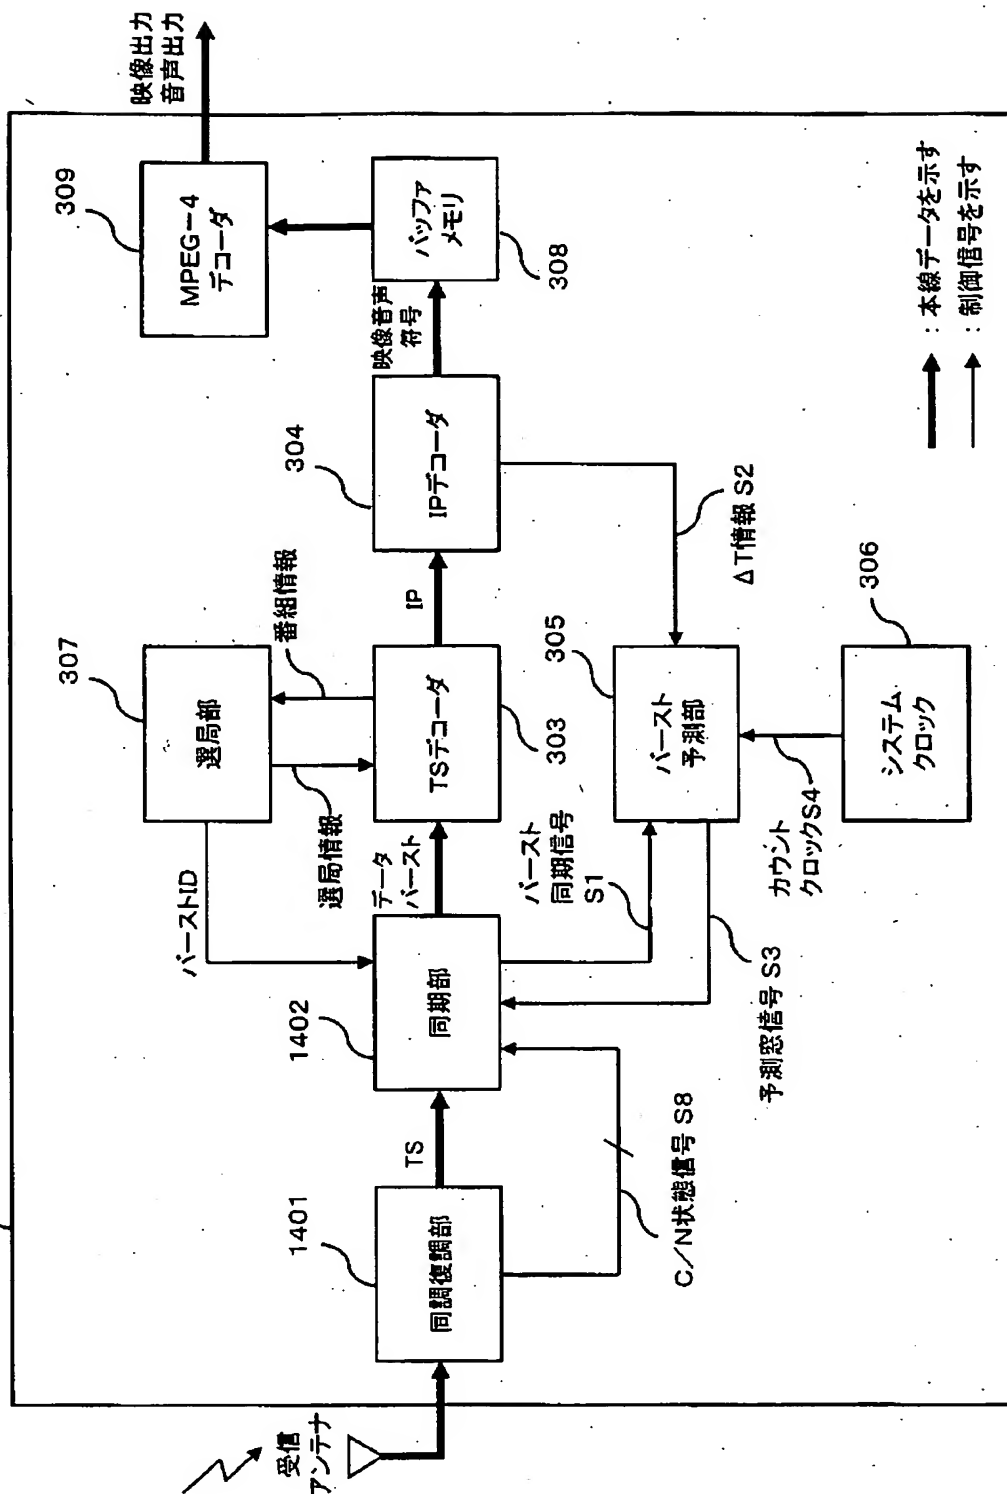 受信
アンテナ
1401
同調復調部
TS
C/N状態信号 S8
1402
同期部
バーストID
データ
バースト
バースト
同期信号
S1
予測窓信号 S3
307
選局部
選局情報
番組情報
TSデコーダ
303
IP
304
IPデコーダ
ΔT情報 S2
305
バースト
予測部
カウント
クロックS4
306
システム
クロック
映像音声
符号
バッファ
メモリ
308
309
MPEG-4
デコーダ
映像出力
音声出力
:本線データを示す
:制御信号を示す